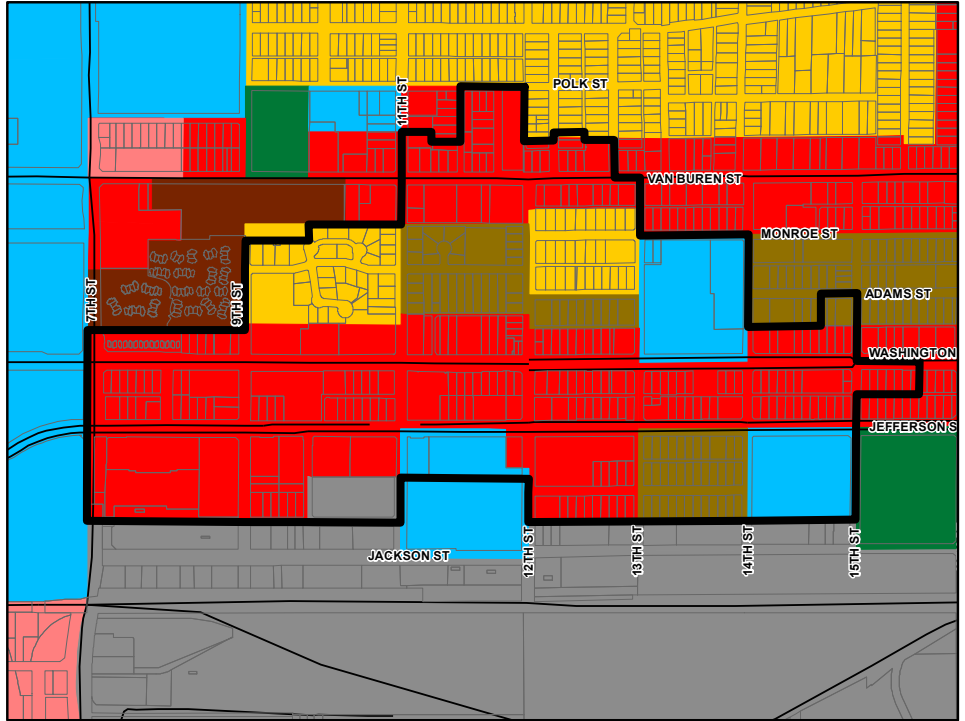 POLK ST
11TH ST
VAN BUREN ST
MONROE ST
7TH ST
9TH ST
ADAMS ST
WASHINGTON
JEFFERSON S
JACKSON ST
12TH ST
13TH ST
14TH ST
15TH ST